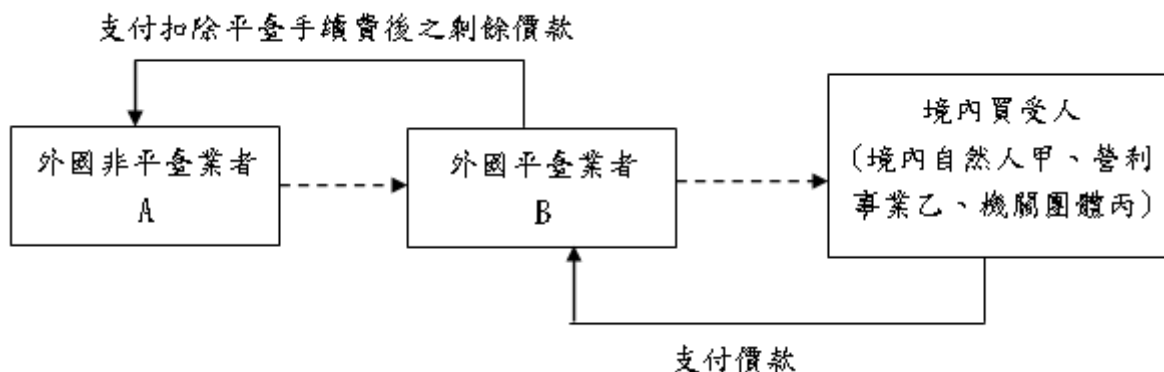 支付扣除平臺手續費後之剩餘價款
外國非平臺業者
A
外國平臺業者
B
境內買受人
(境內自然人甲、營利
事業乙、機關團體丙)
支付價款